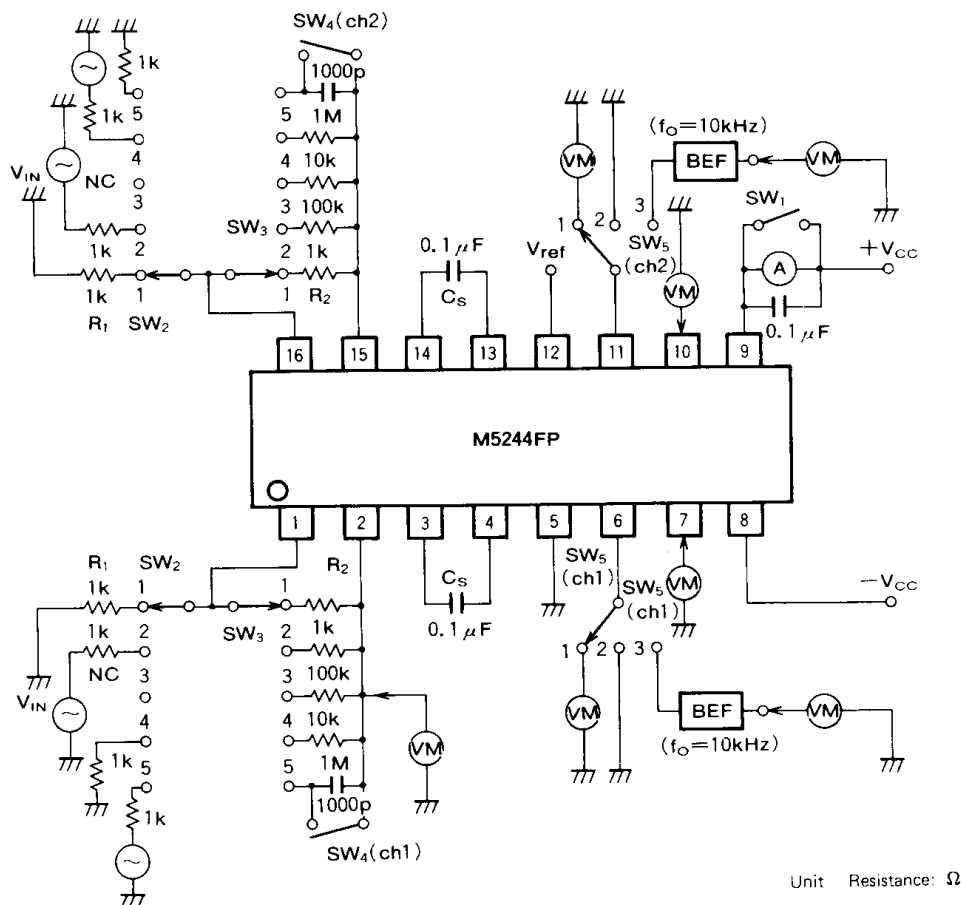 SW4(ch2)
1k
1000p
5
5
1M
1k
(fO=10kHz)
4
4
10k
VM
BEF
VM
VIN
NC
3
3
100k
3
SW1
2
SW3
2
1k
1
2
SW5
(ch2)
+VCC
1k
0.1μF
Vref
A
1k
1
1
R2
CS
VM
0.1μF
R1
SW2
16
15
14
13
12
11
10
9
M5244FP
1
2
3
4
5
6
7
8
R1
SW2
R2
SW5
(ch1)
1k
1
1
CS
SW5
(ch1)
VM
-VCC
1k
2
SW3
2
1k
0.1μF
NC
3
100k
1
2
3
VIN
3
4
4
10k
VM
VM
BEF
VM
1k
5
5
1M
(fO=10kHz)
1k
1000p
SW4(ch1)
Unit Resistance: Ω